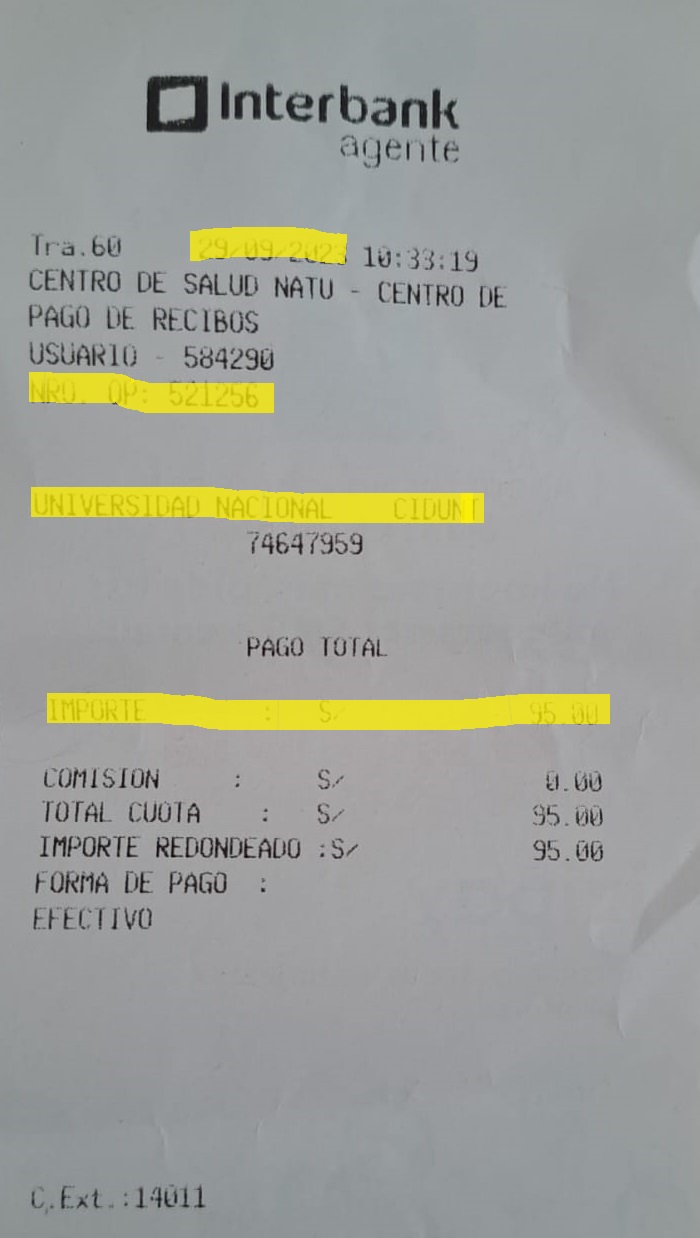 Interbank
agente
Tra.60 29/09/2023 10:33:19
CENTRO DE SALUD NATU - CENTRO DE
PAGO DE RECIBOS
USUARIO - 584290
NRO. OP: 521256
UNIVERSIDAD NACIONAL CIDUNT
74647959
PAGO TOTAL
IMPORTE : S/ 95.00
COMISION : S/ 0.00
TOTAL CUOTA : S/ 95.00
IMPORTE REDONDEADO :S/ 95.00
FORMA DE PAGO :
EFECTIVO
C.Ext.:14011